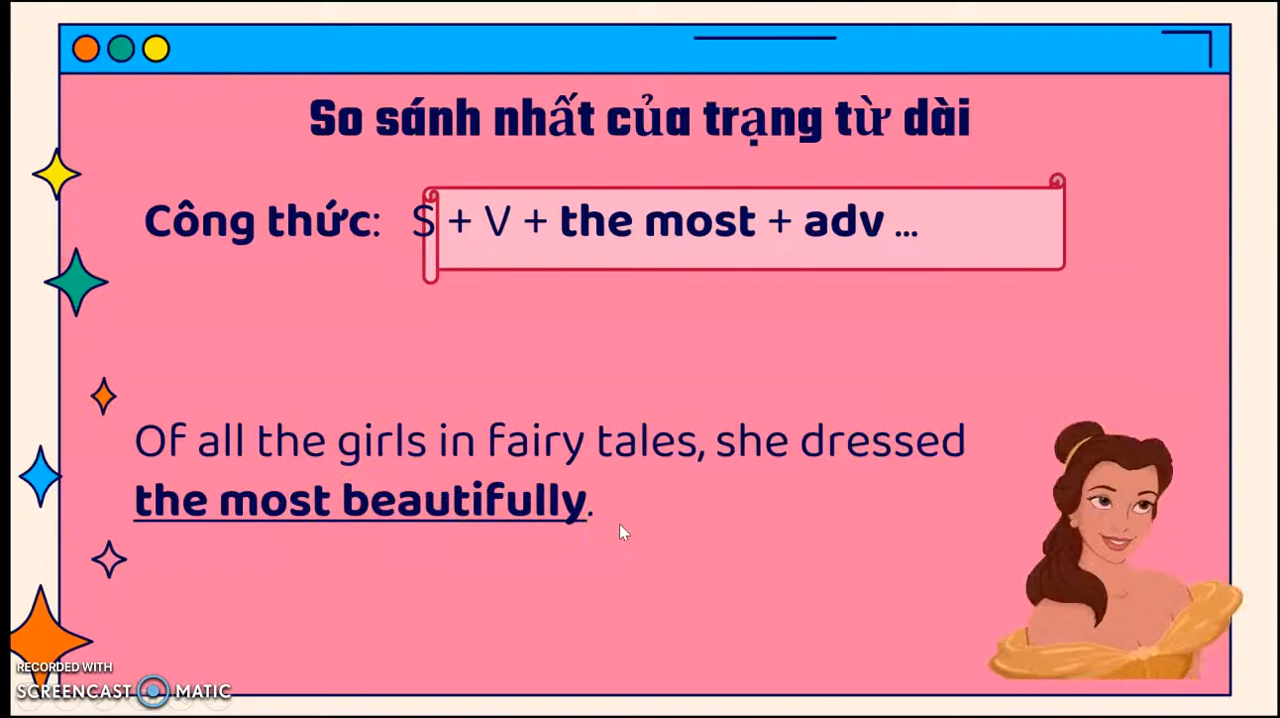 So sánh nhất của trạng từ dài
Công thức: S + V + the most + adv ...
Of all the girls in fairy tales, she dressed
the most beautifully.
RECORDED WITH
SCREENCAST MATIC